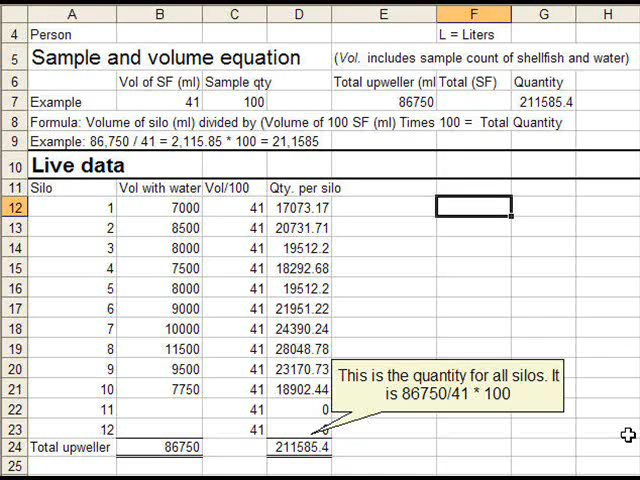 A B C D E F G H
4 Person L = Liters
5 Sample and volume equation (Vol. includes sample count of shellfish and water)
6 Vol of SF (ml) Sample qty Total upweller (ml Total (SF) Quantity
7 Example 41 100 86750 211585.4
8 Formula: Volume of silo (ml) divided by (Volume of 100 SF (ml) Times 100 = Total Quantity
9 Example: 86,750 / 41 = 2,115.85 * 100 = 21,1585
10 Live data
11 Silo Vol with water Vol/100 Qty. per silo
12 1 7000 41 17073.17
13 2 8500 41 20731.71
14 3 8000 41 19512.2
15 4 7500 41 18292.68
16 5 8000 41 19512.2
17 6 9000 41 21951.22
18 7 10000 41 24390.24
19 8 11500 41 28048.78
20 9 9500 41 23170.73
21 10 7750 41 18902.44
22 11 41 0
23 12 41
24 Total upweller 86750 211585.4
25
This is the quantity for all silos. It
is 86750/41 * 100